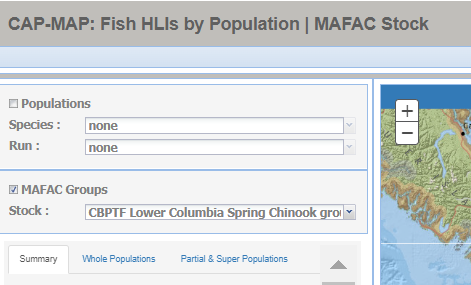 CAP-MAP: Fish HLIs by Population | MAFAC Stock
Populations
Species : none
Run : none
MAFAC Groups
Stock : CBPTF Lower Columbia Spring Chinook gro
Summary Whole Populations Partial & Super Populations
+
−